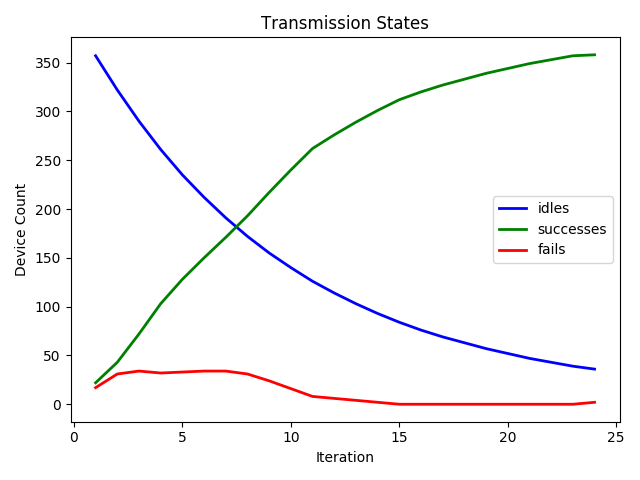 Transmission States
Device Count
350
300
250
200
150
100
50
0
idles
successes
fails
0 5 10 15 20 25
Iteration